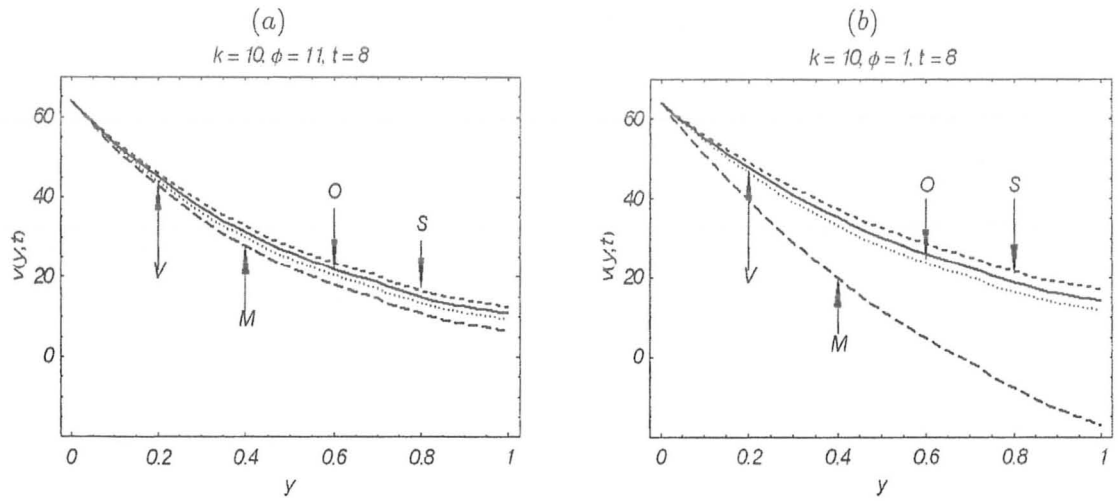 (a)
k = 10, ϕ = 11, t = 8
60
40
20
0
v(y,t)
O
S
V
M
0
0.2
0.4
0.6
0.8
1
y
(b)
k = 10, ϕ = 1, t = 8
60
40
20
0
v(y,t)
O
S
V
M
0
0.2
0.4
0.6
0.8
1
y